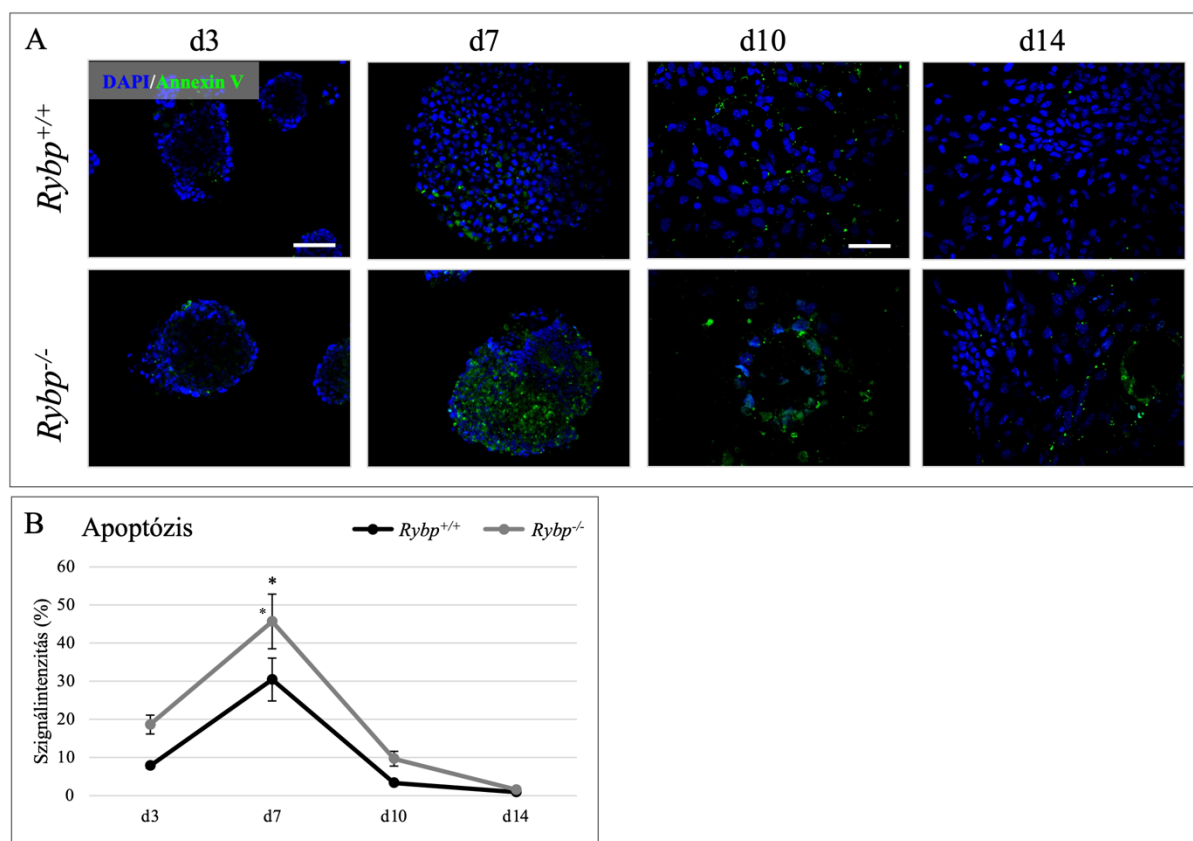 A
d3 d7 d10 d14
DAPI/Annexin V
Rybp+/+
Rybp-/-
B Apoptózis
Rybp+/+ Rybp-/-
Szignálintenzitás (%)
60
50
40
30
20
10
0
*
*
d3 d7 d10 d14